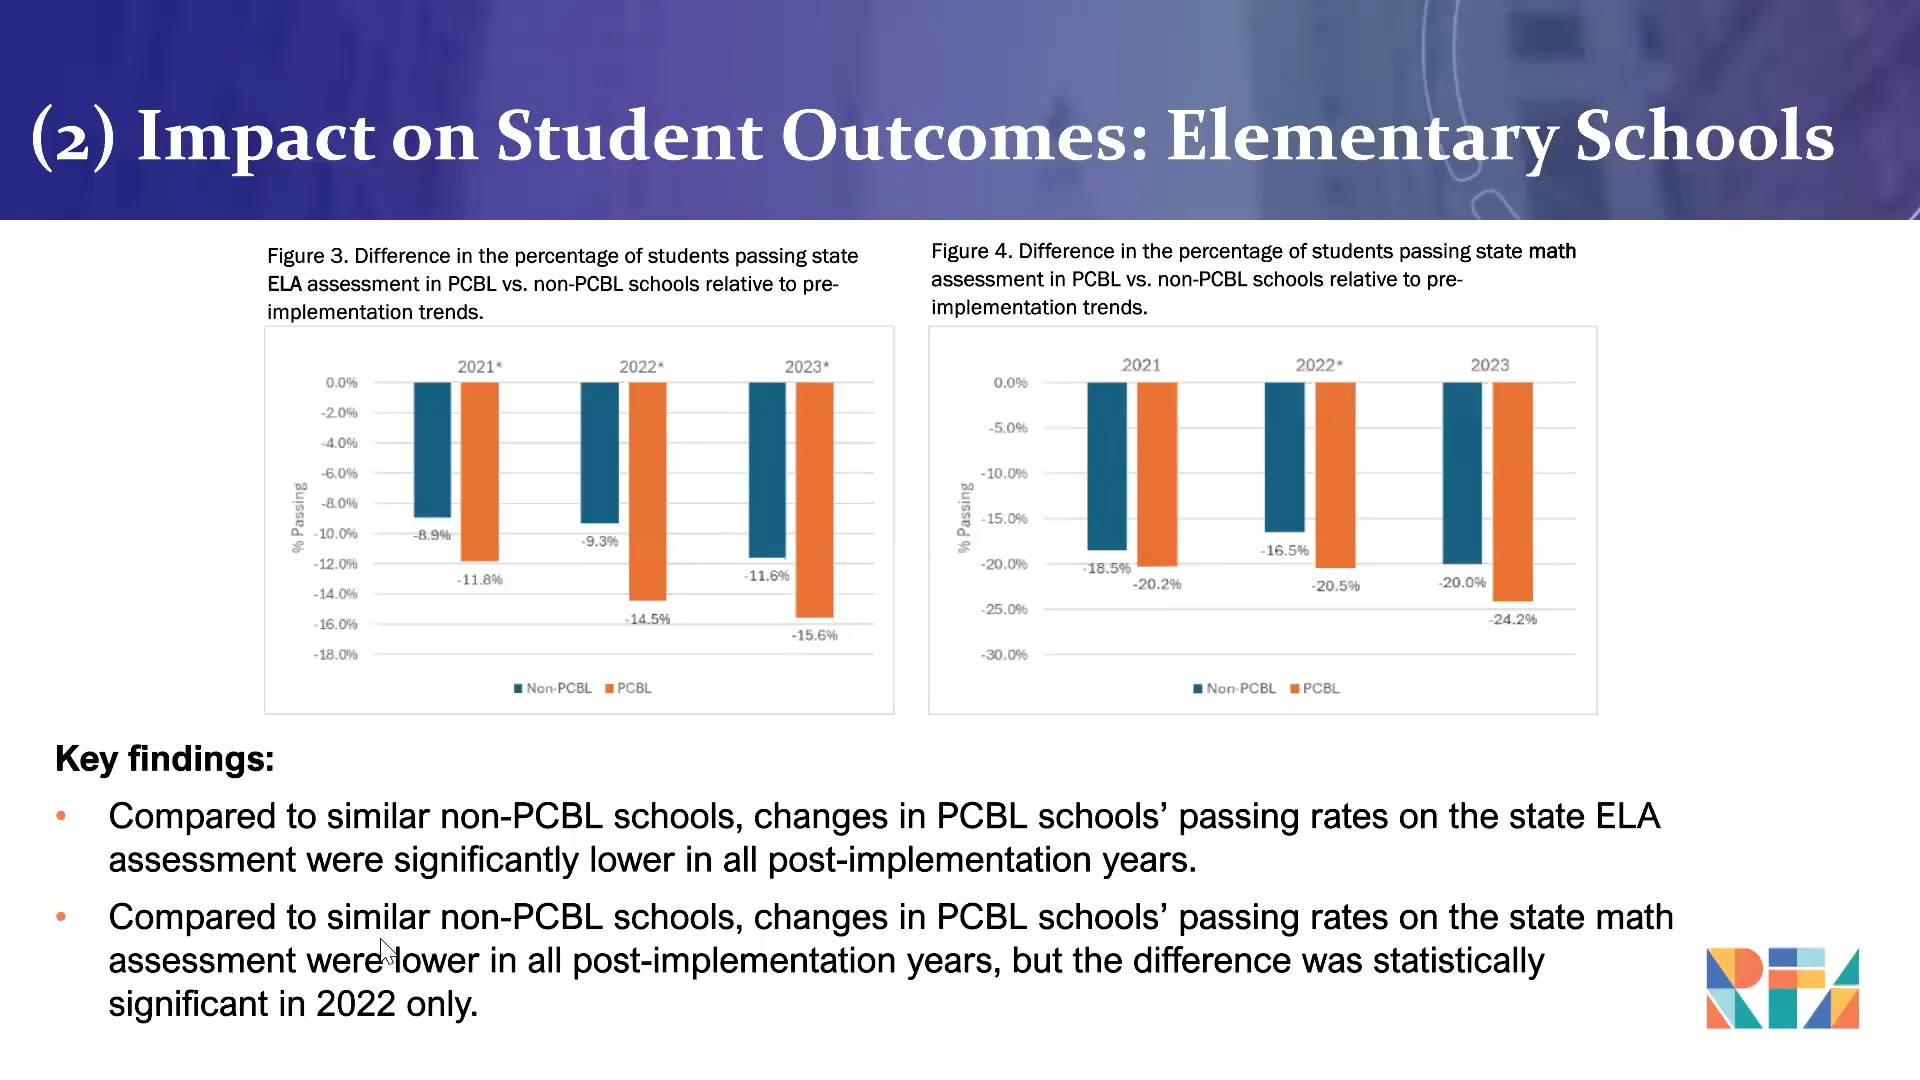 (2) Impact on Student Outcomes: Elementary Schools
Figure 3. Difference in the percentage of students passing state
ELA assessment in PCBL vs. non-PCBL schools relative to pre-
implementation trends.
2021* 2022* 2023*
0.0%
-2.0%
-4.0%
-6.0%
-8.0%
-10.0%
-12.0%
-14.0%
-16.0%
-18.0%
% Passing
-8.9%
-11.8%
-9.3%
-14.5%
-11.6%
-15.6%
Non-PCBL PCBL
Figure 4. Difference in the percentage of students passing state math
assessment in PCBL vs. non-PCBL schools relative to pre-
implementation trends.
2021 2022* 2023
0.0%
-5.0%
-10.0%
-15.0%
-20.0%
-25.0%
-30.0%
% Passing
-18.5%
-20.2%
-16.5%
-20.5%
-20.0%
-24.2%
Non-PCBL PCBL
Key findings:
• Compared to similar non-PCBL schools, changes in PCBL schools’ passing rates on the state ELA
assessment were significantly lower in all post-implementation years.
• Compared to similar non-PCBL schools, changes in PCBL schools’ passing rates on the state math
assessment were lower in all post-implementation years, but the difference was statistically
significant in 2022 only.
RFA